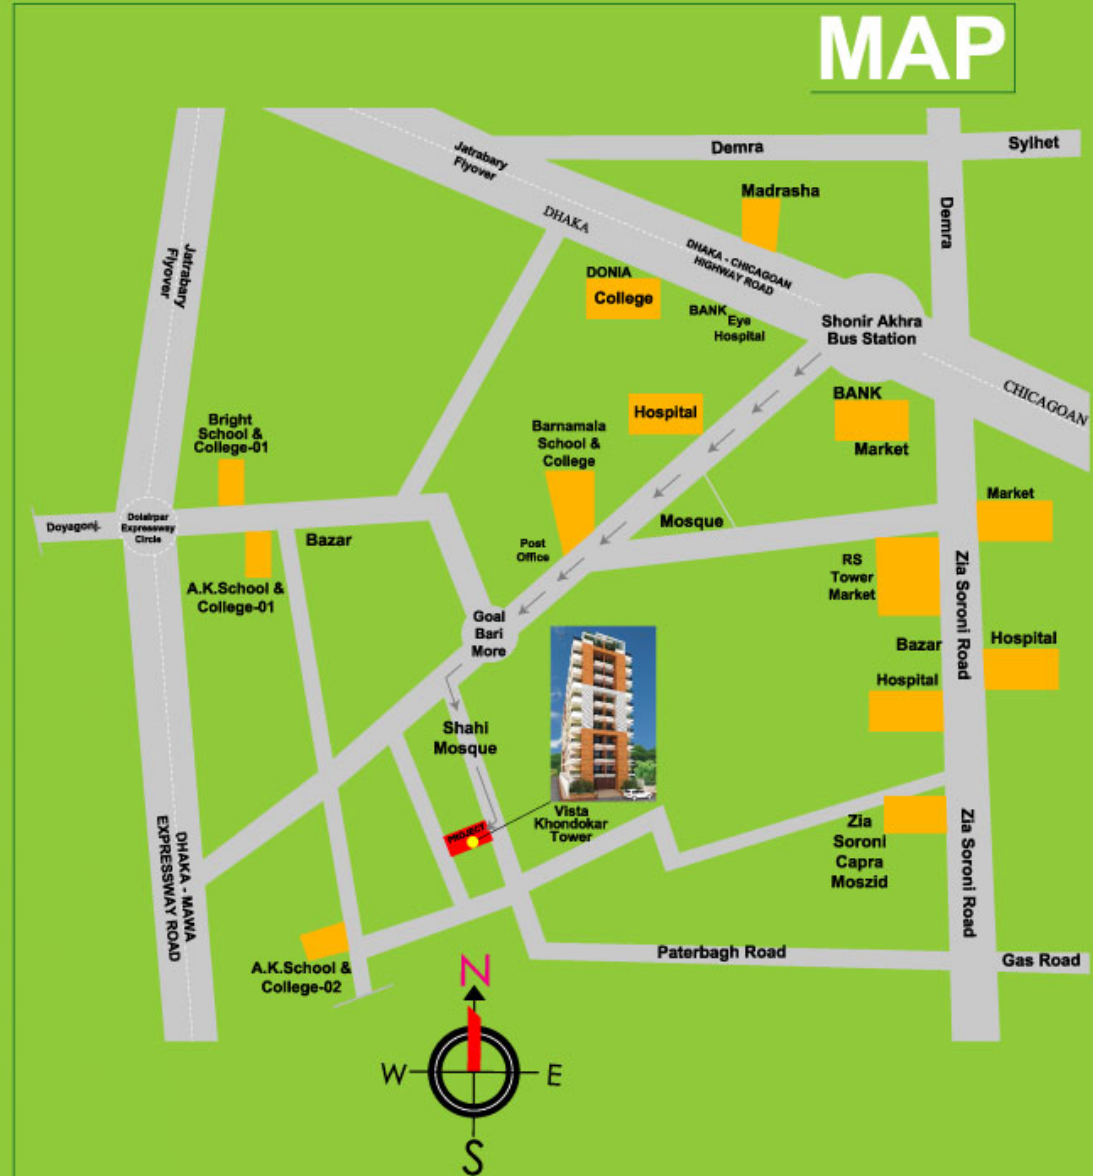 MAP
Jatrabary
Flyover
Demra
Sylhet
Madrasha
Demra
DHAKA
DHAKA - CHICAGOAN
HIGHWAY ROAD
Jatrabary
Flyover
DONIA
College
BANK
Eye
Hospital
Shonir Akhra
Bus Station
CHICAGOAN
BANK
Market
Hospital
Bright
School &
College-01
Barnamala
School &
College
Market
Mosque
Doyagonj.
Dolairpar
Expressway
Circle
Bazar
Post
Office
RS
Tower
Market
Zia Soroni Road
A.K.School &
College-01
Goal
Bari
More
Bazar
Hospital
Hospital
Shahi
Mosque
Vista
Khondokar
Tower
PROJECT
Zia
Soroni
Capra
Moszid
Zia Soroni Road
DHAKA - MAWA
EXPRESSWAY ROAD
Paterbagh Road
Gas Road
A.K.School &
College-02
N
W
E
S